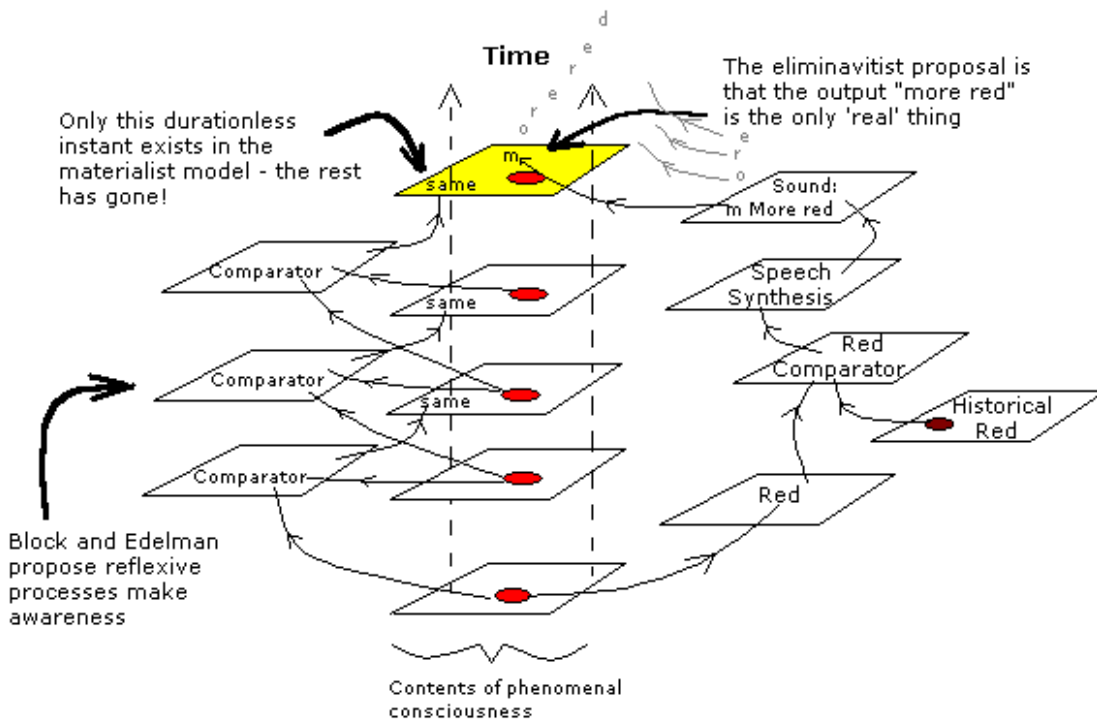 Time
d
e
r
e
r
o
The eliminavitist proposal is
that the output "more red"
is the only 'real' thing
Only this durationless
instant exists in the
materialist model - the rest
has gone!
e
r
o
m
same
Sound:
m More red
Comparator
same
Speech
Synthesis
Comparator
same
Red
Comparator
Historical
Red
Comparator
Red
Block and Edelman
propose reflexive
processes make
awareness
Contents of phenomenal
consciousness